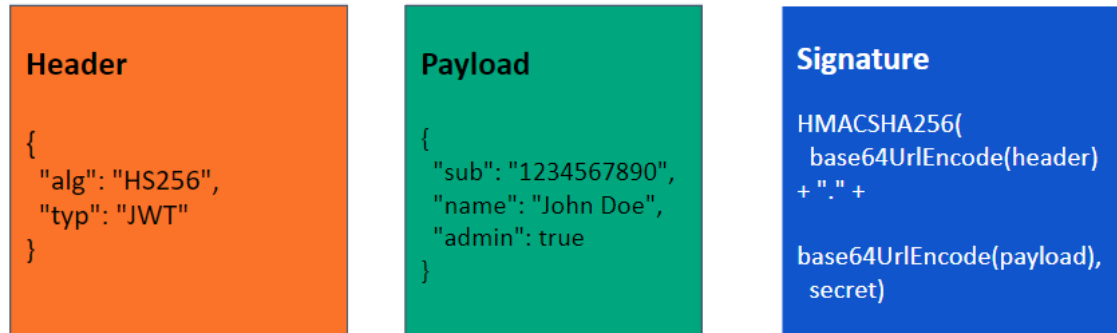 Header
{
"alg": "HS256",
"typ": "JWT"
}
Payload
{
"sub": "1234567890",
"name": "John Doe",
"admin": true
}
Signature
HMACSHA256(
base64UrlEncode(header)
+ "." +
base64UrlEncode(payload),
secret)